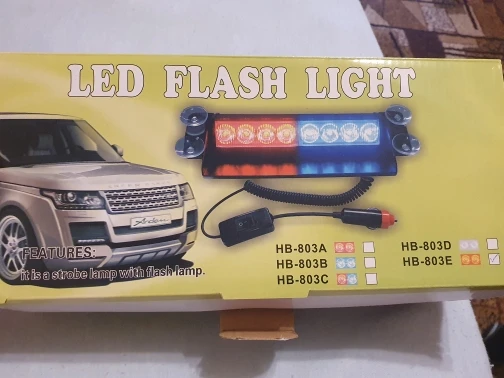 LED FLASH LIGHT
FEATURES:
it is a strobe lamp with flash lamp.
HB-803A
HB-803B
HB-803C
HB-803D
HB-803E